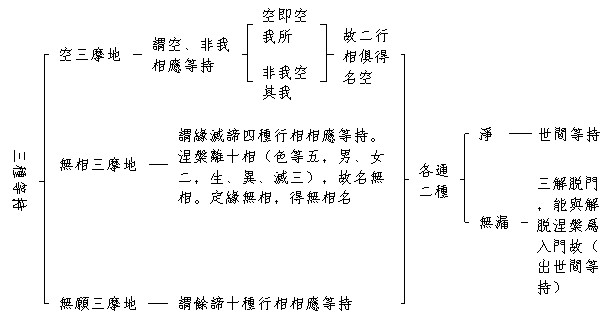 三種等持
空三摩地
謂空、非我
相應等持
空即空
我所
非我空
其我
故二行
相俱得
名空
無相三摩地
謂緣滅諦四種行相相應等持。
涅槃離十相（色等五，男、女
二，生、異、滅三），故名無
相。定緣無相，得無相名
無願三摩地
謂餘諦十種行相相應等持
各通
二種
淨
世間等持
無漏
三解脫門
，能與解
脫涅槃為
入門故（
出世間等
持）